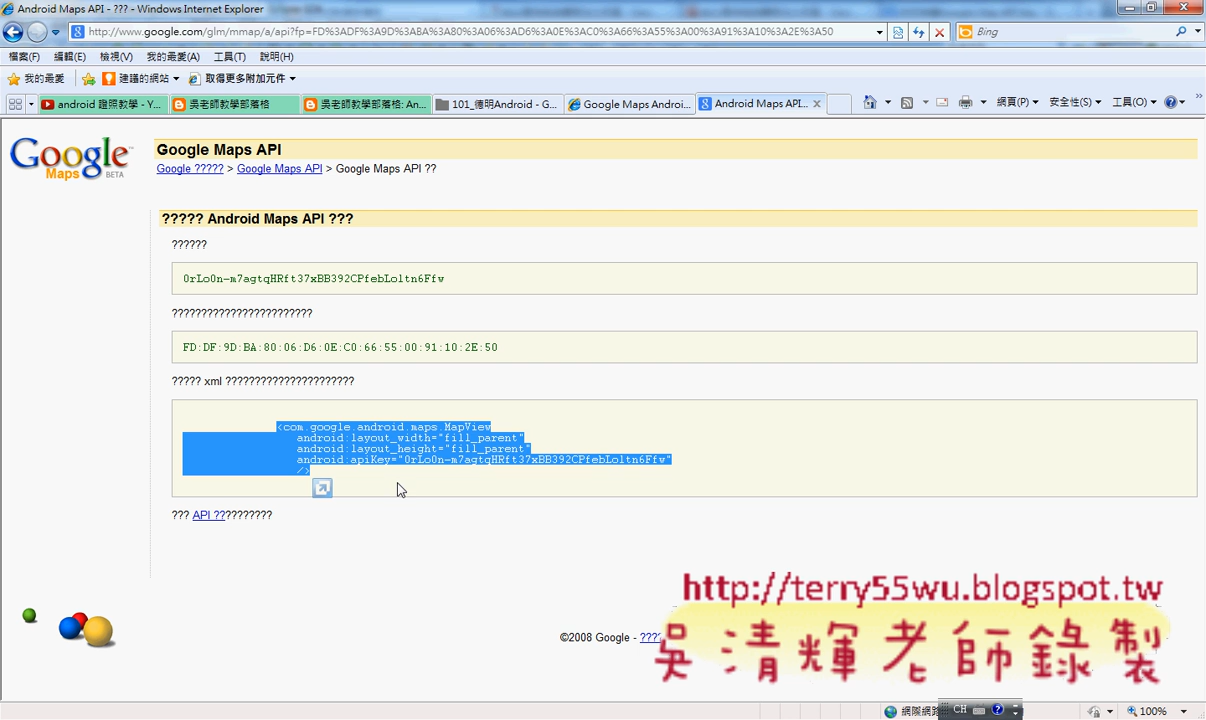 Android Maps API - ??? - Windows Internet Explorer
http://www.google.com/glm/mmap/a/api?fp=FD%3ADF%3A9D%3ABA%3A80%3A06%3AD6%3A0E%3AC0%3A66%3A55%3A00%3A91%3A10%3A2E%3A50
Bing
檔案(F) 編輯(E) 檢視(V) 我的最愛(A) 工具(T) 說明(H)
我的最愛 建議的網站 取得更多附加元件
android 證照教學 - Y... 吳老師教學部落格 吳老師教學部落格: An... 101_德明Android - G... Google Maps Androi... Android Maps API... 網頁(P) 安全性(S) 工具(O)
Google Maps BETA
Google Maps API
Google ????? > Google Maps API > Google Maps API ??
????? Android Maps API ???
??????
0rLo0n-m7agtqHRft37xBB392CPfebLoltn6Ffw
????????????????????????
FD:DF:9D:BA:80:06:D6:0E:C0:66:55:00:91:10:2E:50
????? xml ??????????????????????
<com.google.android.maps.MapView
android:layout_width="fill_parent"
android:layout_height="fill_parent"
android:apiKey="0rLo0n-m7agtqHRft37xBB392CPfebLoltn6Ffw"
/>
??? API ??????????
http://terry55wu.blogspot.tw
©2008 Google - ????
吳清輝老師錄製
CH
100%